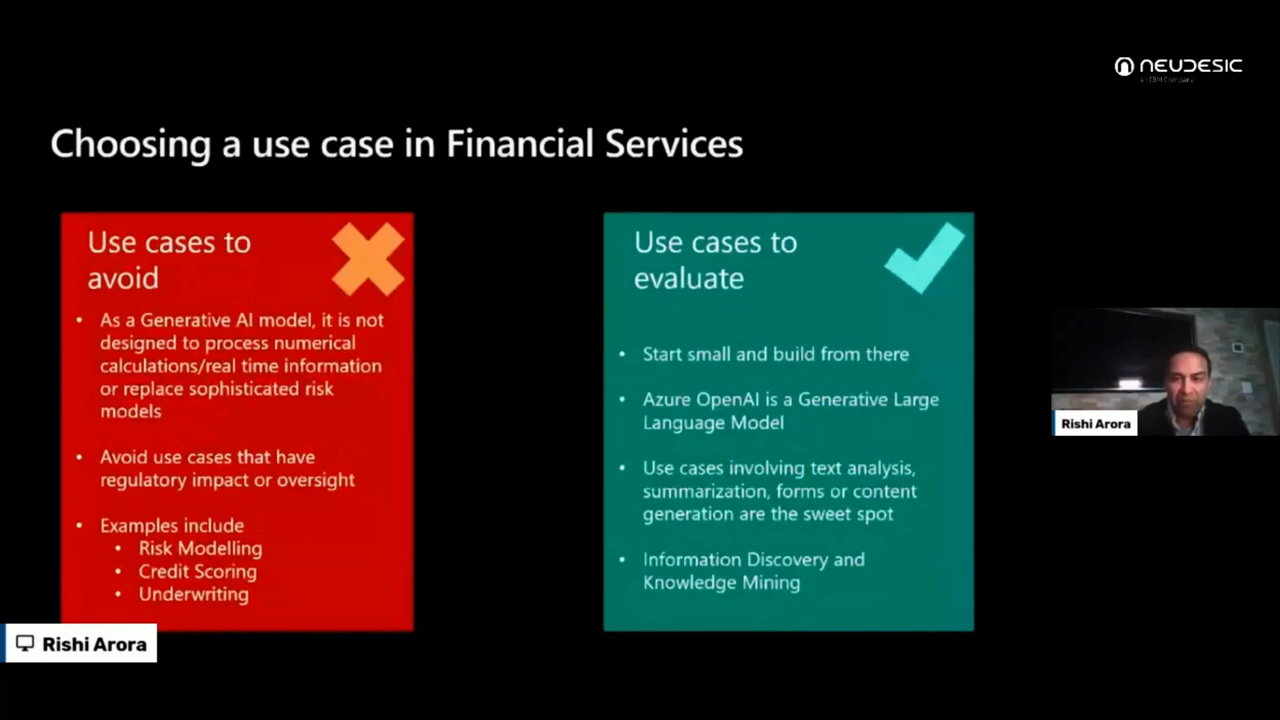 NEUDESIC
an IBM Company
Choosing a use case in Financial Services
Use cases to
avoid
• As a Generative AI model, it is not
designed to process numerical
calculations/real time information
or replace sophisticated risk
models
• Avoid use cases that have
regulatory impact or oversight
• Examples include
• Risk Modelling
• Credit Scoring
• Underwriting
Use cases to
evaluate
• Start small and build from there
• Azure OpenAI is a Generative Large
Language Model
• Use cases involving text analysis,
summarization, forms or content
generation are the sweet spot
• Information Discovery and
Knowledge Mining
Rishi Arora
Rishi Arora